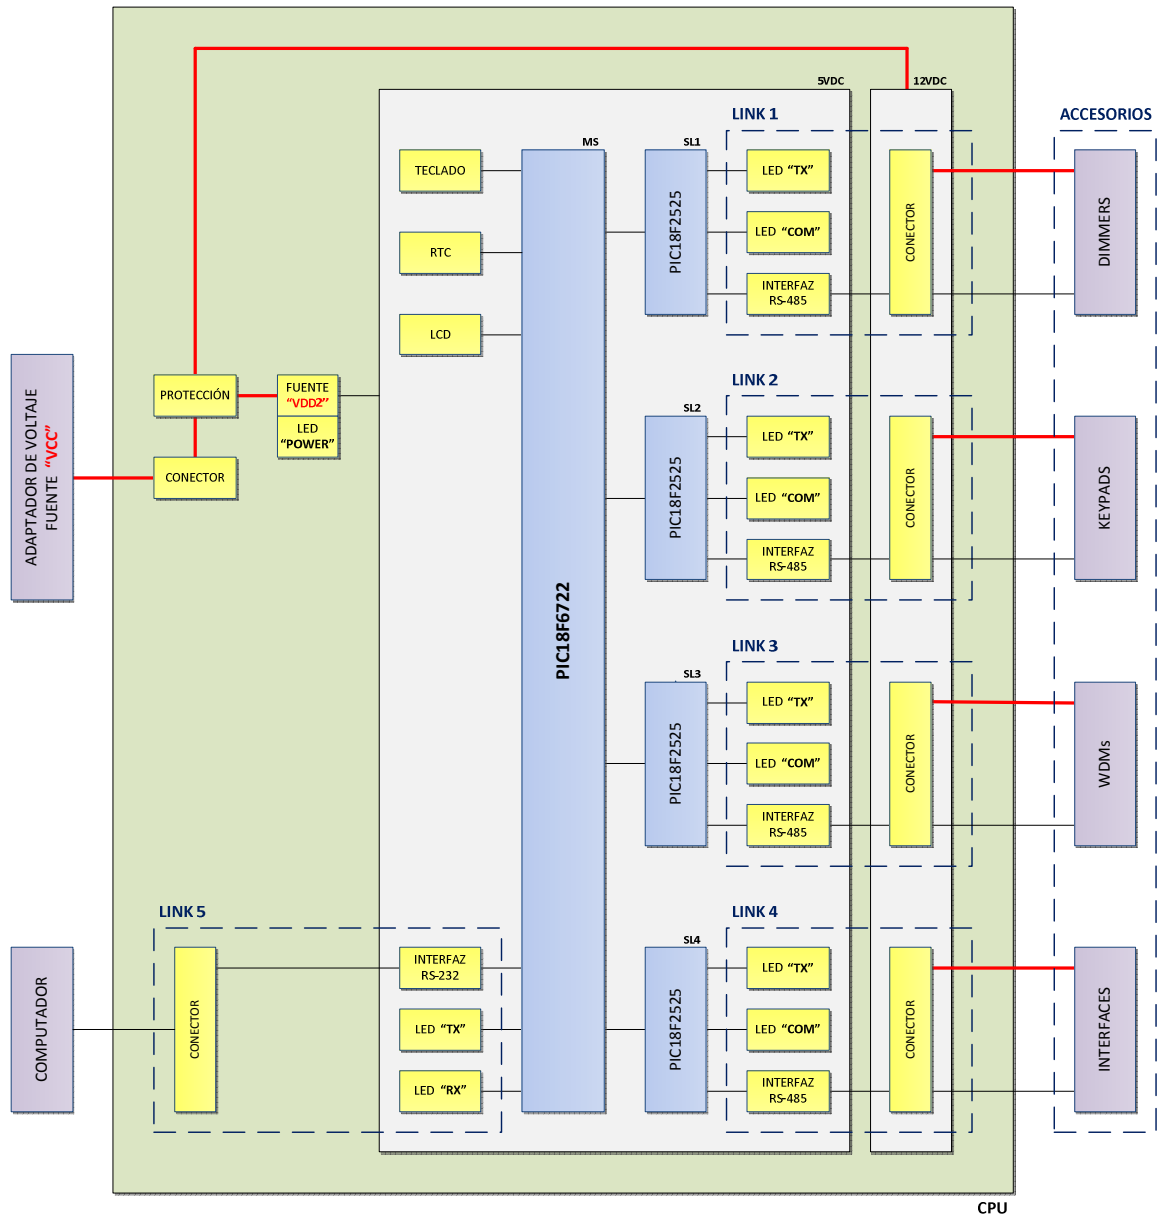 5VDC
12VDC
LINK 1
ACCESORIOS
MS
SL1
TECLADO
PIC18F2525
LED “TX”
CONECTOR
DIMMERS
RTC
LED “COM”
INTERFAZ
RS-485
LCD
ADAPTADOR DE VOLTAJE
FUENTE “VCC”
PROTECCIÓN
FUENTE
“VDD2”
LED
“POWER”
CONECTOR
LINK 2
SL2
PIC18F2525
LED “TX”
LED “COM”
INTERFAZ
RS-485
CONECTOR
KEYPADS
PIC18F6722
LINK 3
SL3
PIC18F2525
LED “TX”
LED “COM”
INTERFAZ
RS-485
CONECTOR
WDMs
LINK 5
COMPUTADOR
CONECTOR
INTERFAZ
RS-232
LED “TX”
LED “RX”
LINK 4
SL4
PIC18F2525
LED “TX”
LED “COM”
INTERFAZ
RS-485
CONECTOR
INTERFACES
CPU